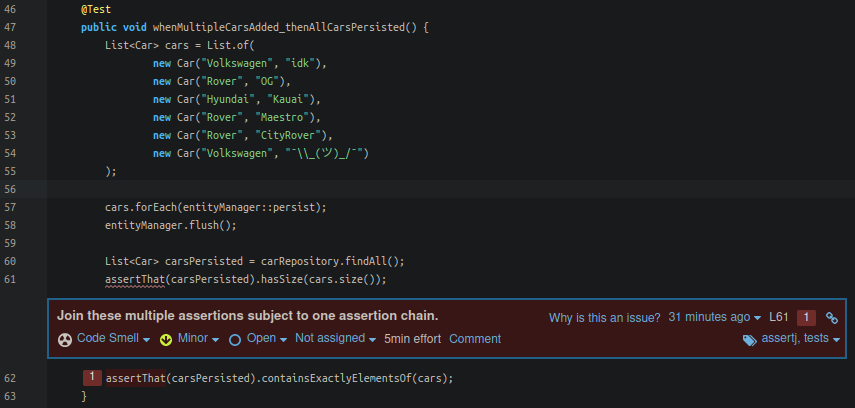 46 @Test
47 public void whenMultipleCarsAdded_thenAllCarsPersisted() {
48 List<Car> cars = List.of(
49 new Car("Volkswagen", "idk"),
50 new Car("Rover", "OG"),
51 new Car("Hyundai", "Kauai"),
52 new Car("Rover", "Maestro"),
53 new Car("Rover", "CityRover"),
54 new Car("Volkswagen", "¯\\_(ツ)_/¯")
55 );
56
57 cars.forEach(entityManager::persist);
58 entityManager.flush();
59
60 List<Car> carsPersisted = carRepository.findAll();
61 assertThat(carsPersisted).hasSize(cars.size());
Join these multiple assertions subject to one assertion chain. Why is this an issue? 31 minutes ago L61 1
Code Smell Minor Open Not assigned 5min effort Comment assertj, tests
62 1 assertThat(carsPersisted).containsExactlyElementsOf(cars);
63 }